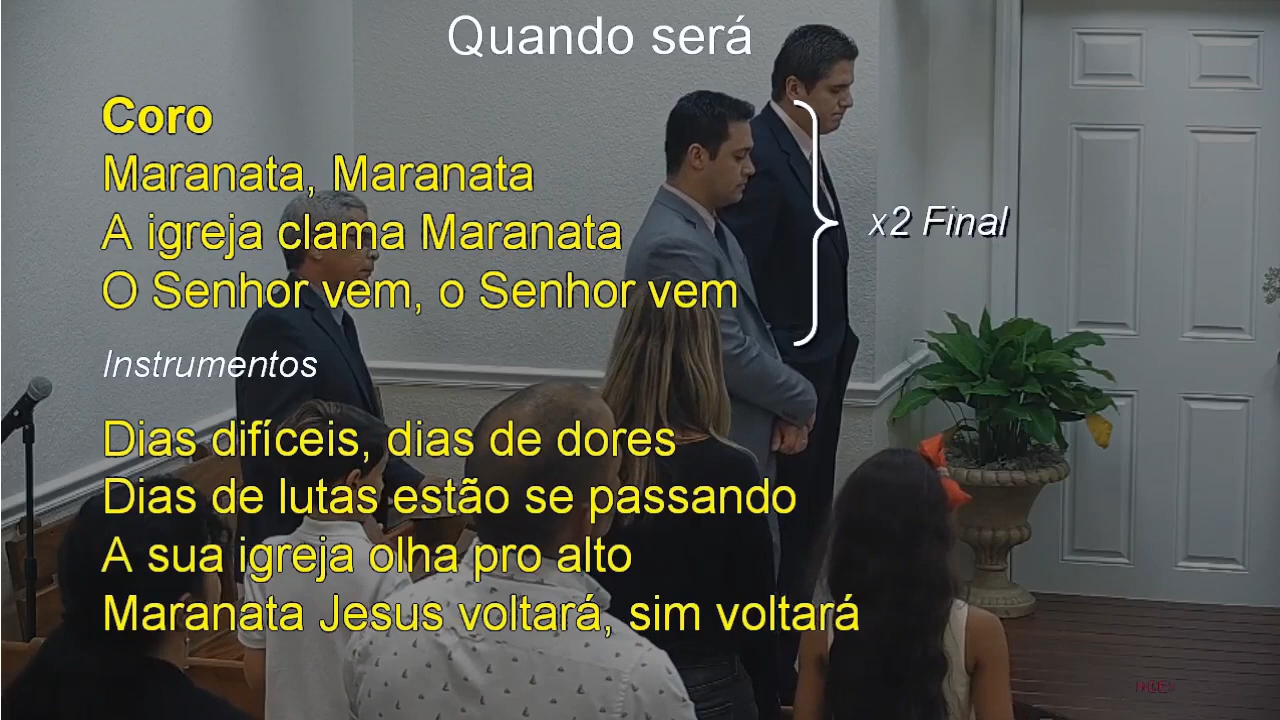 Quando será
Coro
Maranata, Maranata
A igreja clama Maranata
O Senhor vem, o Senhor vem
x2 Final
Instrumentos
Dias difíceis, dias de dores
Dias de lutas estão se passando
A sua igreja olha pro alto
Maranata Jesus voltará, sim voltará